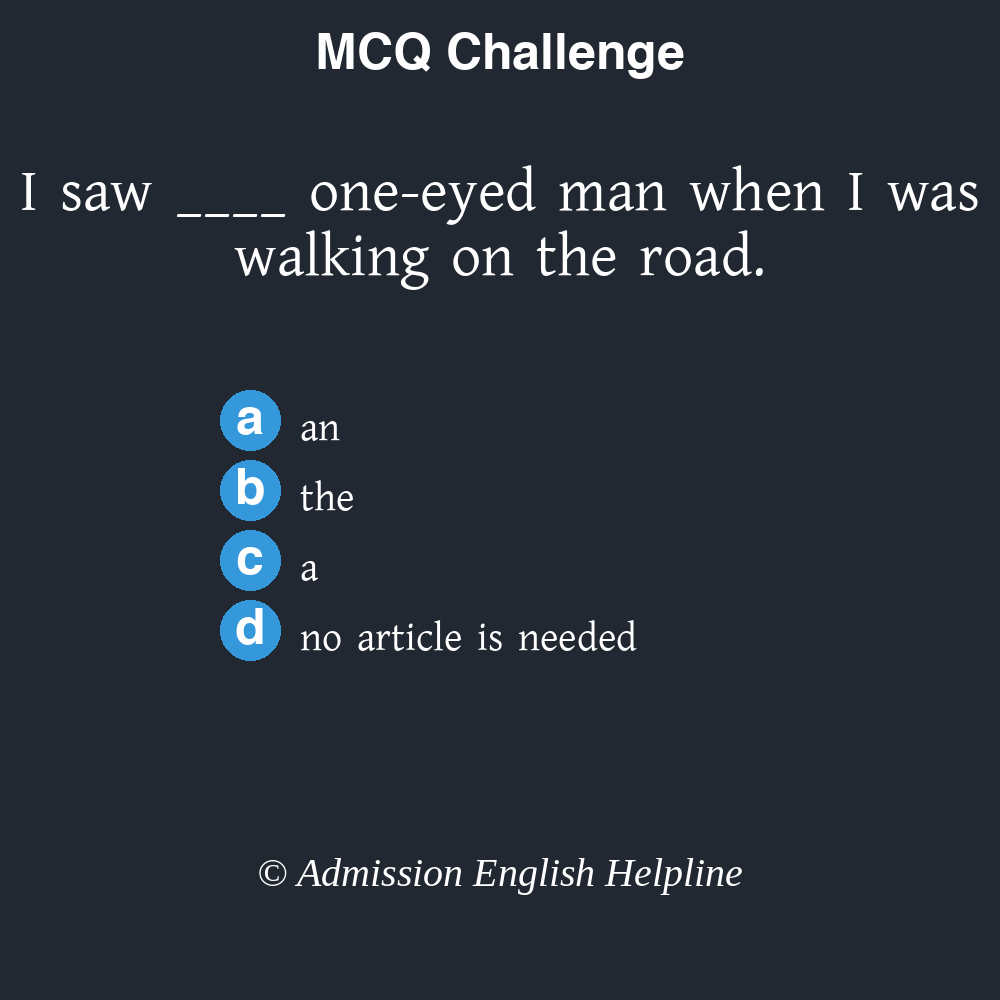 MCQ Challenge
I saw ____ one-eyed man when I was
walking on the road.
a an
b the
c a
d no article is needed
© Admission English Helpline